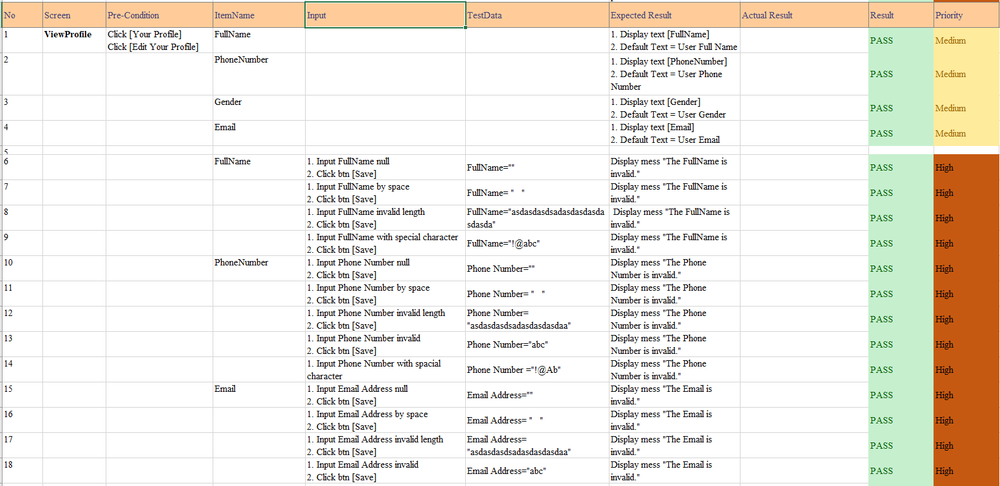 No Screen Pre-Condition ItemName Input TestData Expected Result Actual Result Result Priority
1 ViewProfile Click [Your Profile] FullName 1. Display text [FullName] PASS Medium
Click [Edit Your Profile] 2. Default Text = User Full Name
2 PhoneNumber 1. Display text [PhoneNumber] PASS Medium
2. Default Text = User Phone
Number
3 Gender 1. Display text [Gender] PASS Medium
2. Default Text = User Gender
4 Email 1. Display text [Email] PASS Medium
2. Default Text = User Email
5
6 FullName 1. Input FullName null FullName="" Display mess "The FullName is PASS High
2. Click btn [Save] invalid."
7 1. Input FullName by space FullName= "   " Display mess "The FullName is PASS High
2. Click btn [Save] invalid."
8 1. Input FullName invalid length FullName="asdasdasdsadasdasdasda Display mess "The FullName is PASS High
2. Click btn [Save] sdasda" invalid."
9 1. Input FullName with special character FullName="!@abc" Display mess "The FullName is PASS High
2. Click btn [Save] invalid."
10 PhoneNumber 1. Input Phone Number null Phone Number="" Display mess "The Phone PASS High
2. Click btn [Save] Number is invalid."
11 1. Input Phone Number by space Phone Number= "   " Display mess "The Phone PASS High
2. Click btn [Save] Number is invalid."
12 1. Input Phone Number invalid length Phone Number= Display mess "The Phone PASS High
2. Click btn [Save] "asdasdasdsadasdasdasdaa" Number is invalid."
13 1. Input Phone Number invalid Phone Number="abc" Display mess "The Phone PASS High
2. Click btn [Save] Number is invalid."
14 1. Input Phone Number with spacial Phone Number ="!@Ab" Display mess "The Phone PASS High
character Number is invalid."
15 Email 1. Input Email Address null Email Address="" Display mess "The Email is PASS High
2. Click btn [Save] invalid."
16 1. Input Email Address by space Email Address= "   " Display mess "The Email is PASS High
2. Click btn [Save] invalid."
17 1. Input Email Address invalid length Email Address= Display mess "The Email is PASS High
2. Click btn [Save] "asdasdasdsadasdasdasdaa" invalid."
18 1. Input Email Address invalid Email Address="abc" Display mess "The Email is PASS High
2. Click btn [Save] invalid."